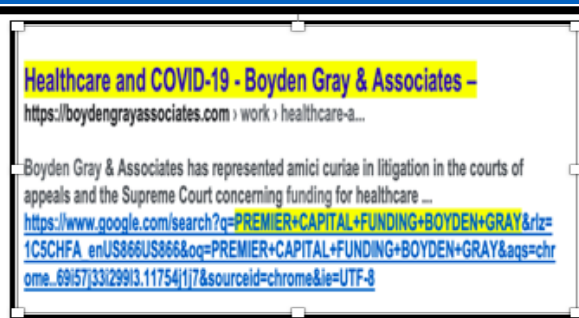 Healthcare and COVID-19 - Boyden Gray & Associates –
https://boydengrayassociates.com › work › healthcare-a...
Boyden Gray & Associates has represented amici curiae in litigation in the courts of
appeals and the Supreme Court concerning funding for healthcare ...
https://www.google.com/search?q=PREMIER+CAPITAL+FUNDING+BOYDEN+GRAY&rlz=
1C5CHFA_enUS866US866&oq=PREMIER+CAPITAL+FUNDING+BOYDEN+GRAY&aqs=chr
ome..69i57j33i299l3.11754j1j7&sourceid=chrome&ie=UTF-8